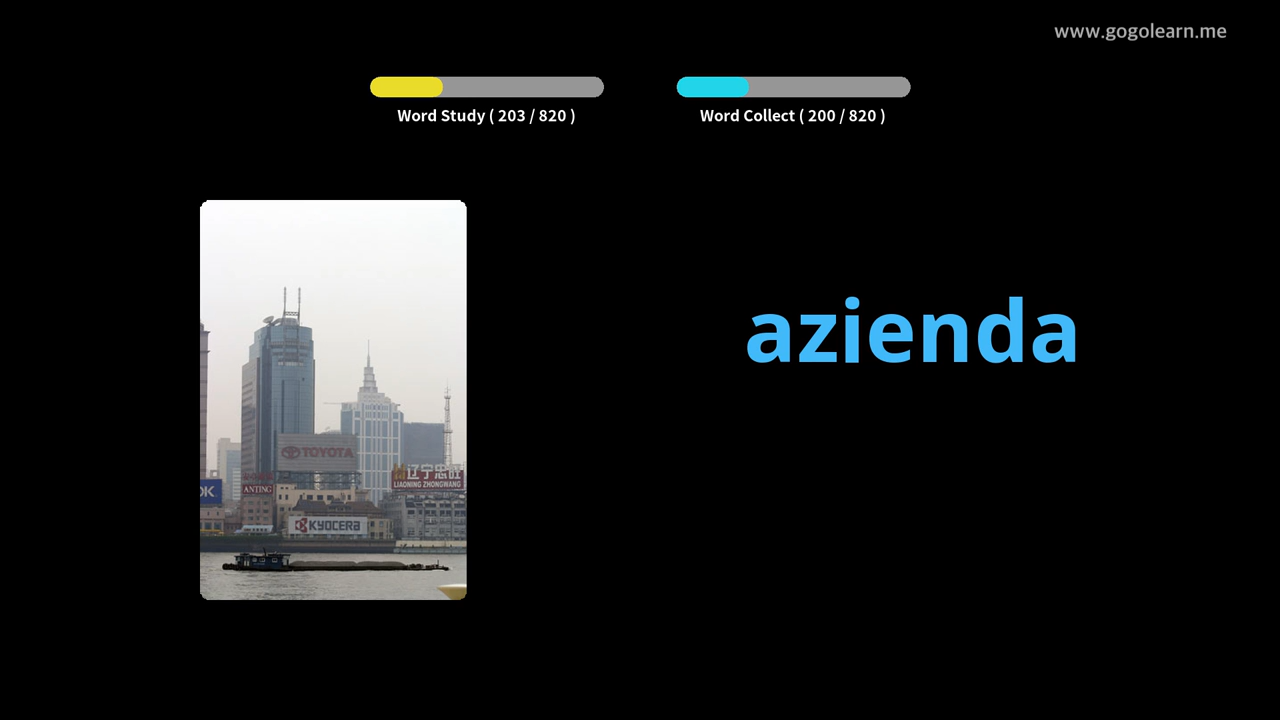 www.gogolearn.me
Word Study ( 203 / 820 )
Word Collect ( 200 / 820 )
azienda
TOYOTA
辽宁忠旺
LIAONING ZHONGWANG
ANTING
KYOCERA